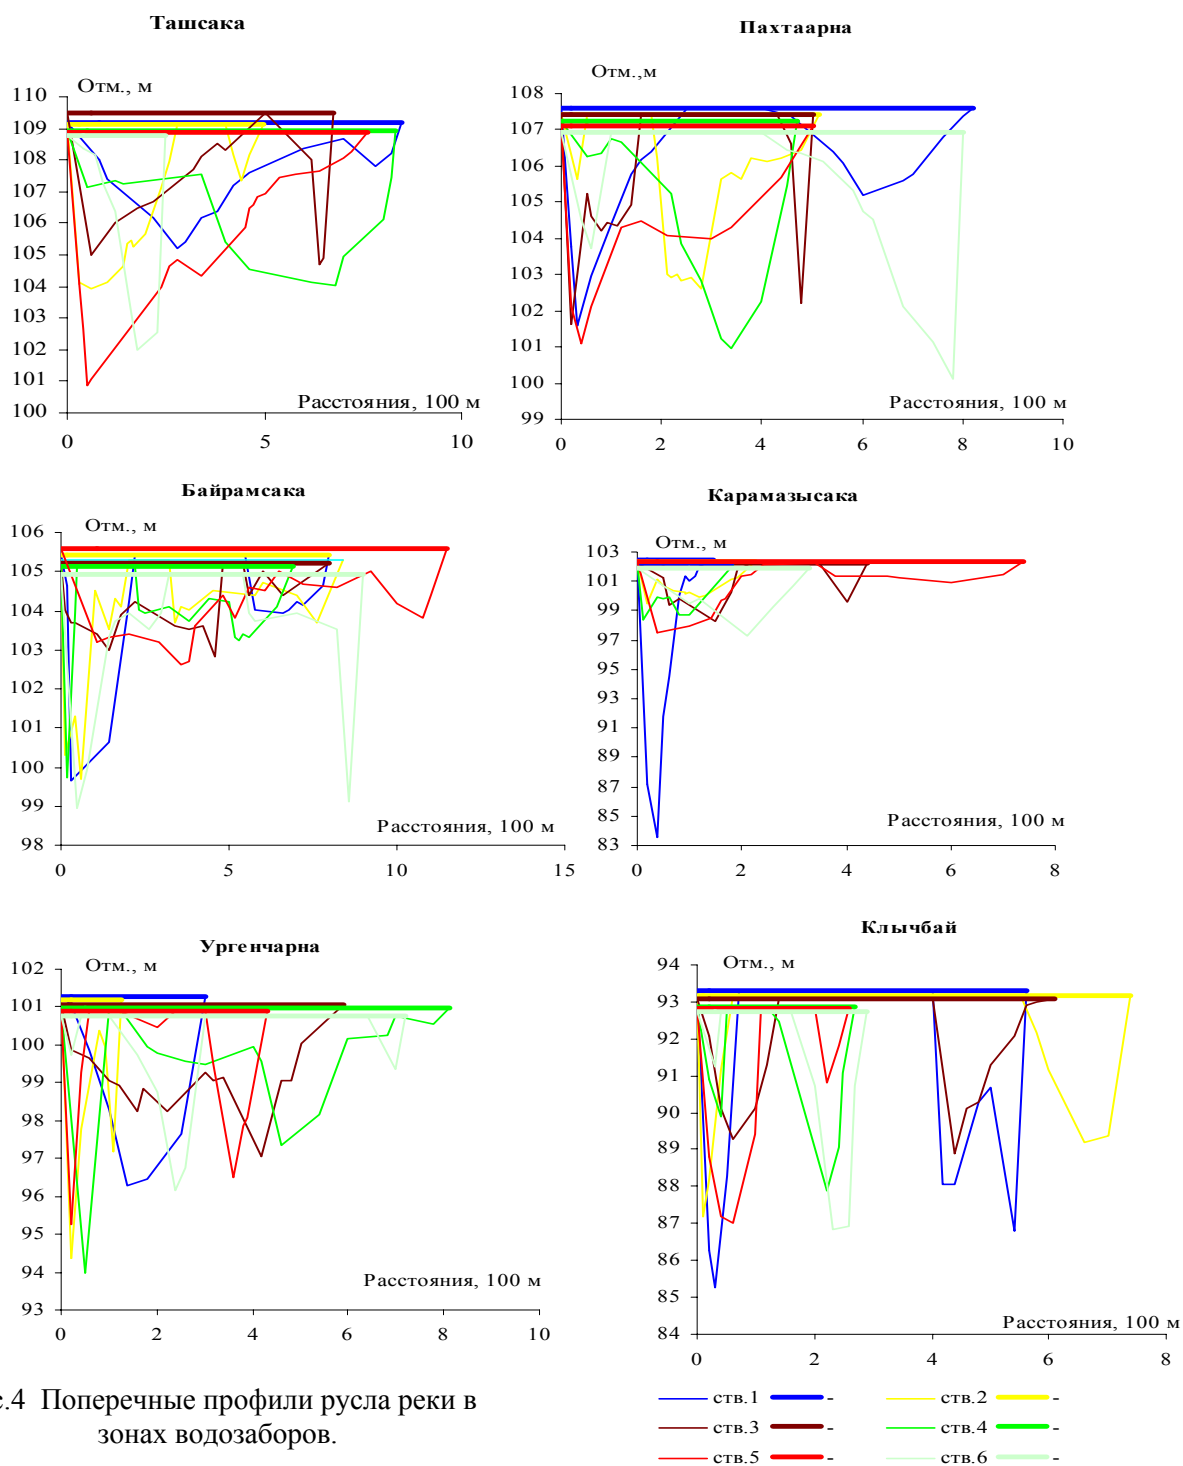 Ташсака
Отм., м
110
109
108
107
106
105
104
103
102
101
100
Расстояния, 100 м
0 5 10
Пахтаарна
Отм.,м
108
107
106
105
104
103
102
101
100
99
Расстояния, 100 м
0 2 4 6 8 10
Байрамсака
Отм., м
106
105
104
103
102
101
100
99
98
Расстояния, 100 м
0 5 10 15
Карамазысака
Отм., м
103
101
99
97
95
93
91
89
87
85
83
Расстояния, 100 м
0 2 4 6 8
Ургенчарна
Отм., м
102
101
100
99
98
97
96
95
94
93
Расстояния, 100 м
0 2 4 6 8 10
Клычбай
Отм., м
94
93
92
91
90
89
88
87
86
85
84
Расстояния, 100 м
0 2 4 6 8
ств.1 - ств.2 -
ств.3 - ств.4 -
ств.5 - ств.6 -
с.4 Поперечные профили русла реки в
зонах водозаборов.